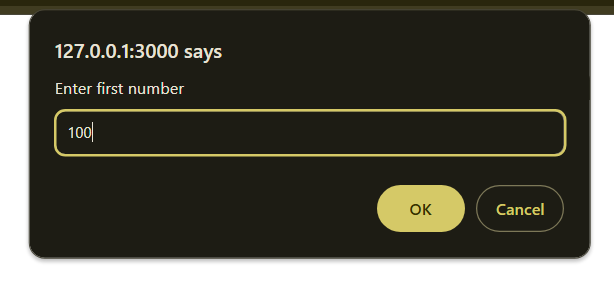 127.0.0.1:3000 says
Enter first number
100
OK Cancel